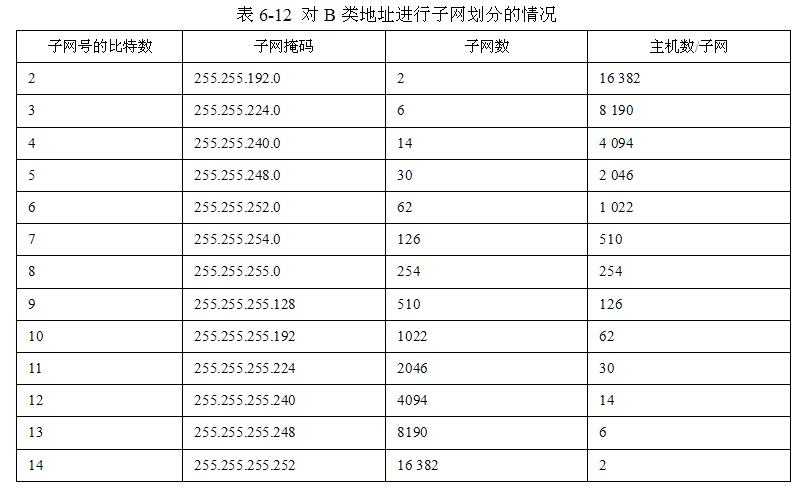 表 6-12 对 B 类地址进行子网划分的情况
子网号的比特数 子网掩码 子网数 主机数/子网
2 255.255.192.0 2 16 382
3 255.255.224.0 6 8 190
4 255.255.240.0 14 4 094
5 255.255.248.0 30 2 046
6 255.255.252.0 62 1 022
7 255.255.254.0 126 510
8 255.255.255.0 254 254
9 255.255.255.128 510 126
10 255.255.255.192 1022 62
11 255.255.255.224 2046 30
12 255.255.255.240 4094 14
13 255.255.255.248 8190 6
14 255.255.255.252 16 382 2